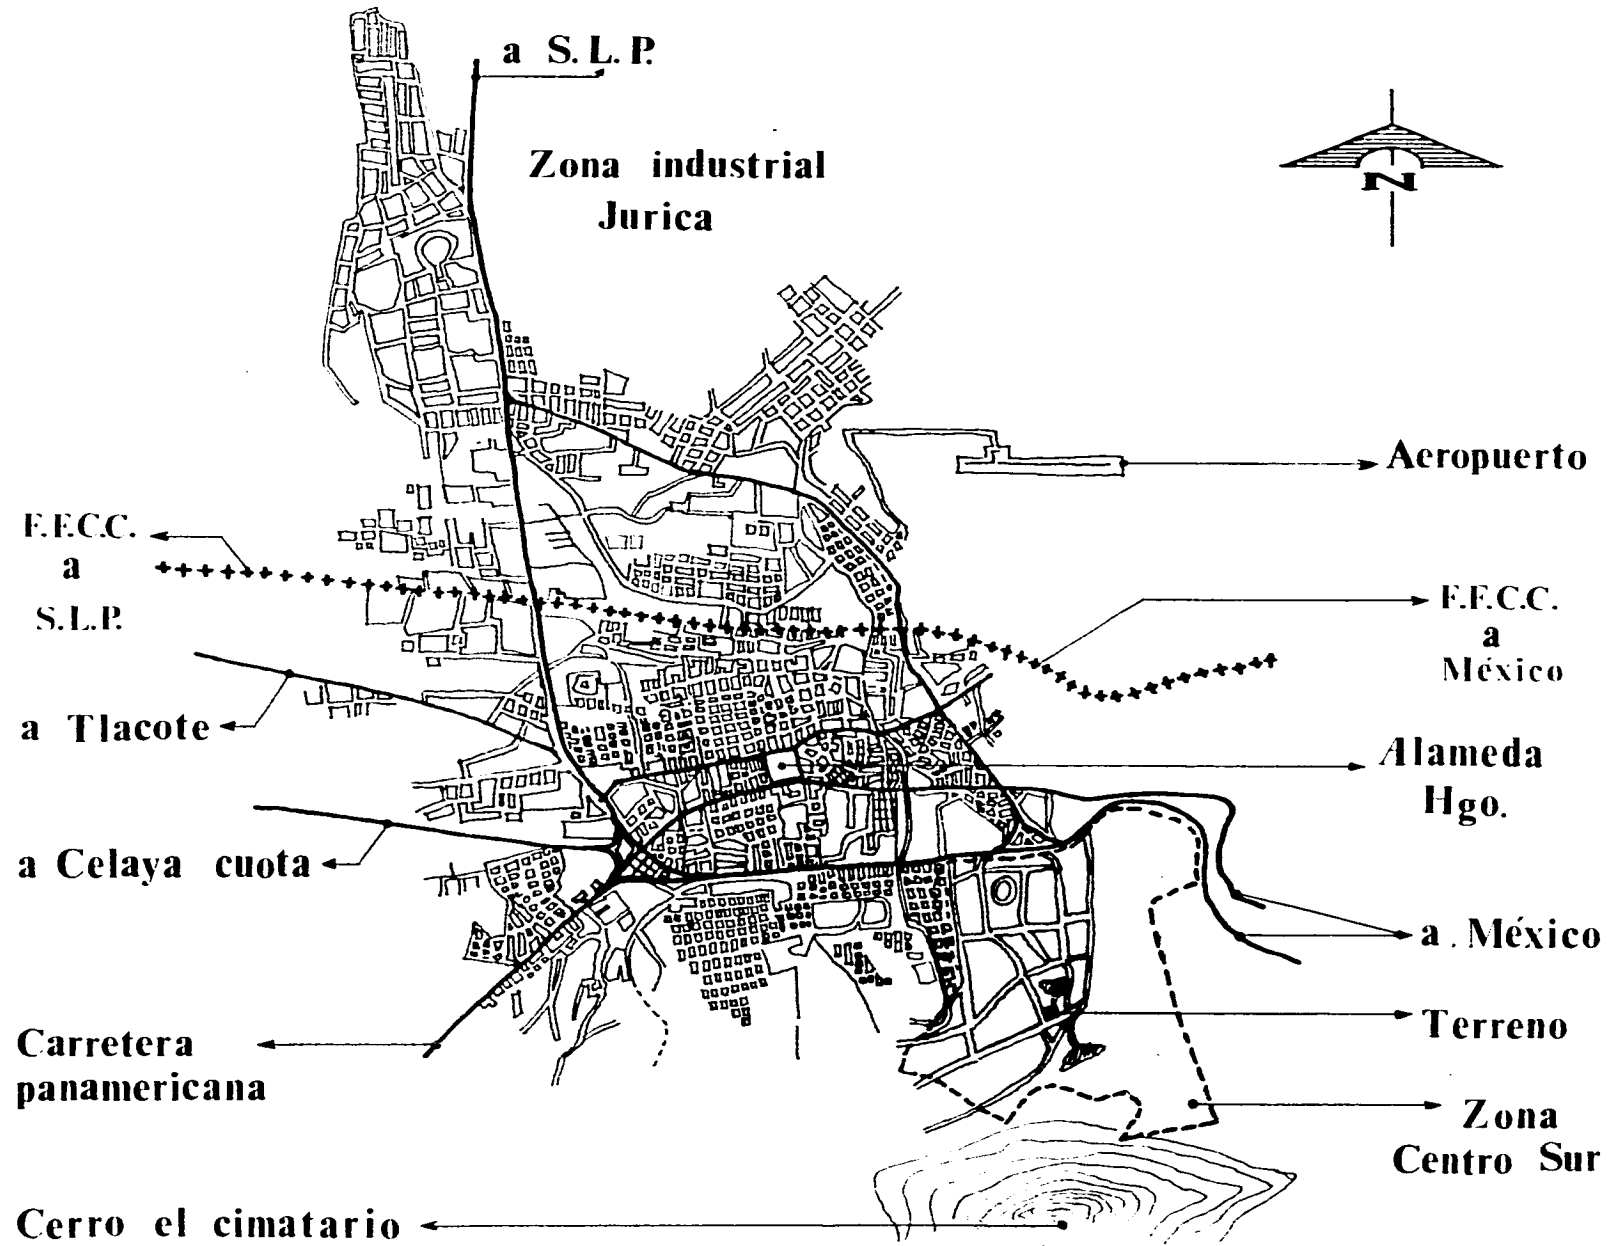 a S.L.P.
Zona industrial
Jurica
N
Aeropuerto
F.F.C.C.
a
S.L.P.
F.F.C.C.
a
México
a Tlacote
Alameda
Hgo.
a Celaya cuota
a . México
Carretera
panamericana
Terreno
Zona
Centro Sur
Cerro el cimatario